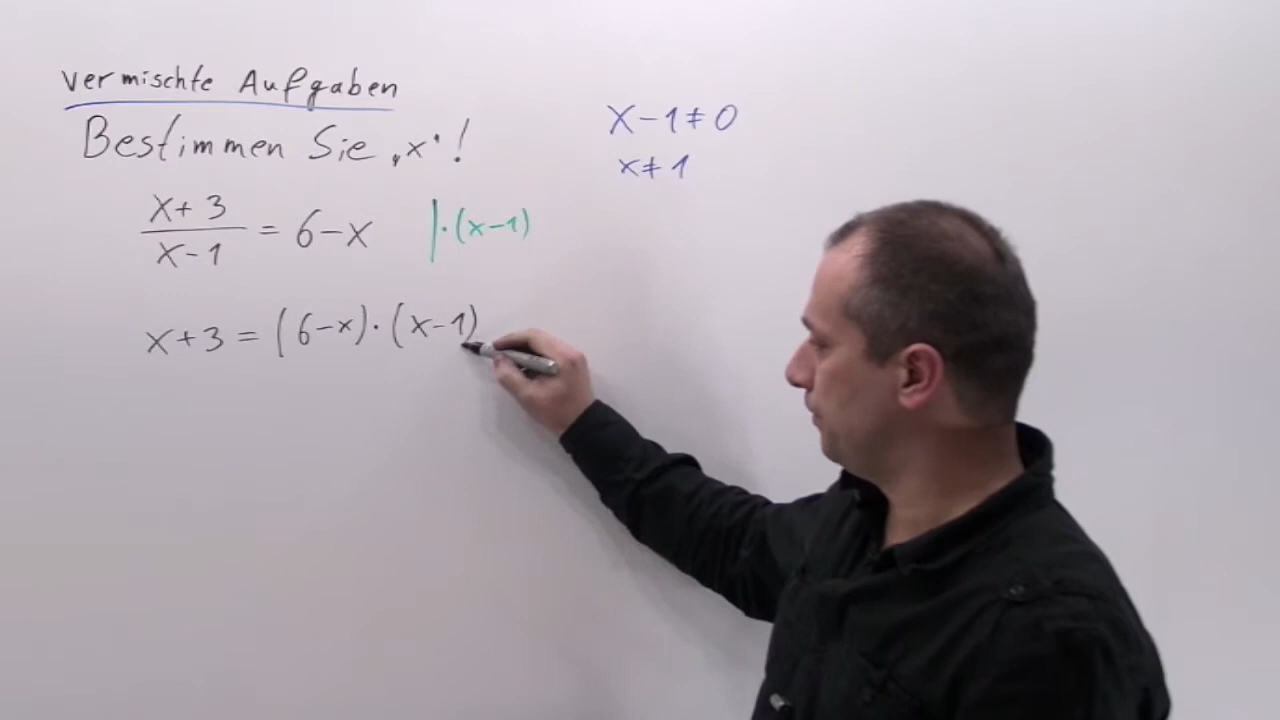 vermischte Aufgaben
Bestimmen Sie „x“!
x+3
x-1
= 6-x |·(x-1)
x+3 = (6-x)·(x-1)
x-1≠0
x≠1